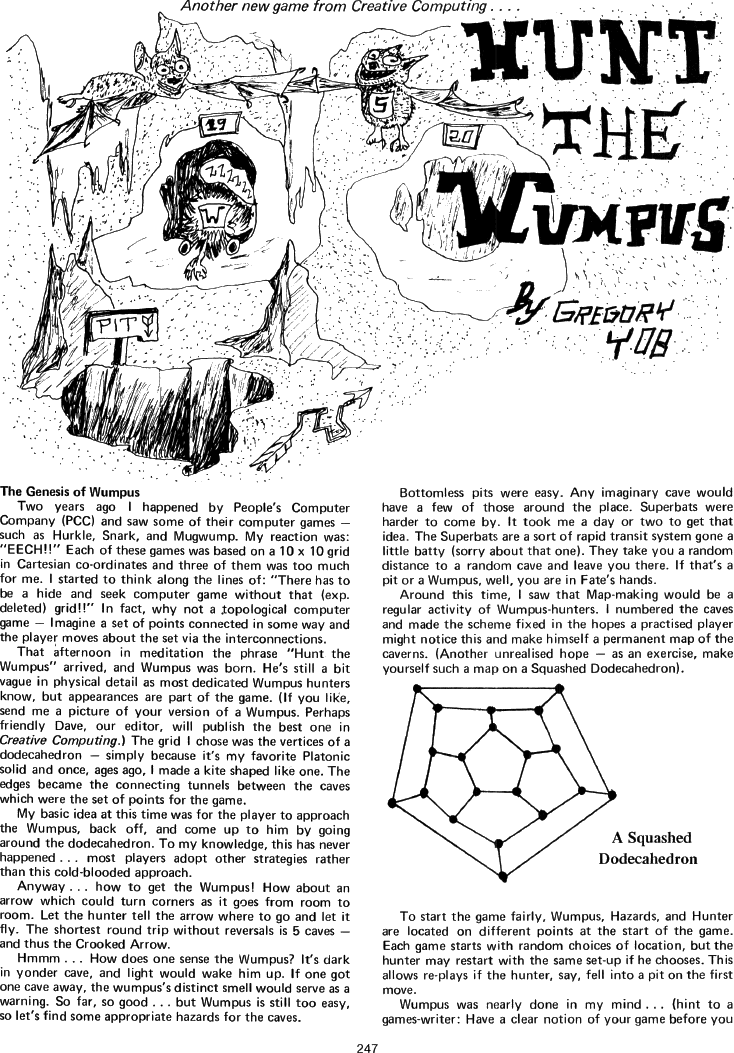 Another new game from Creative Computing . . . .
HUNT
THE
WUMPUS
By GREGORY
YOB
19
S
20
W
PIT
The Genesis of Wumpus
Two years ago I happened by People's Computer
Company (PCC) and saw some of their computer games —
such as Hurkle, Snark, and Mugwump. My reaction was:
"EECH!!" Each of these games was based on a 10 x 10 grid
in Cartesian co-ordinates and three of them was too much
for me. I started to think along the lines of: "There has to
be a hide and seek computer game without that (exp.
deleted) grid!!" In fact, why not a topological computer
game — Imagine a set of points connected in some way and
the player moves about the set via the interconnections.
That afternoon in meditation the phrase "Hunt the
Wumpus" arrived, and Wumpus was born. He's still a bit
vague in physical detail as most dedicated Wumpus hunters
know, but appearances are part of the game. (If you like,
send me a picture of your version of a Wumpus. Perhaps
friendly Dave, our editor, will publish the best one in
Creative Computing.) The grid I chose was the vertices of a
dodecahedron — simply because it's my favorite Platonic
solid and once, ages ago, I made a kite shaped like one. The
edges became the connecting tunnels between the caves
which were the set of points for the game.
My basic idea at this time was for the player to approach
the Wumpus, back off, and come up to him by going
around the dodecahedron. To my knowledge, this has never
happened . . . most players adopt other strategies rather
than this cold-blooded approach.
Anyway . . . how to get the Wumpus! How about an
arrow which could turn corners as it goes from room to
room. Let the hunter tell the arrow where to go and let it
fly. The shortest round trip without reversals is 5 caves —
and thus the Crooked Arrow.
Hmmm . . . How does one sense the Wumpus? It's dark
in yonder cave, and light would wake him up. If one got
one cave away, the wumpus's distinct smell would serve as a
warning. So far, so good . . . but Wumpus is still too easy,
so let's find some appropriate hazards for the caves.
Bottomless pits were easy. Any imaginary cave would
have a few of those around the place. Superbats were
harder to come by. It took me a day or two to get that
idea. The Superbats are a sort of rapid transit system gone a
little batty (sorry about that one). They take you a random
distance to a random cave and leave you there. If that's a
pit or a Wumpus, well, you are in Fate's hands.
Around this time, I saw that Map-making would be a
regular activity of Wumpus-hunters. I numbered the caves
and made the scheme fixed in the hopes a practised player
might notice this and make himself a permanent map of the
caverns. (Another unrealised hope — as an exercise, make
yourself such a map on a Squashed Dodecahedron).
A Squashed
Dodecahedron
To start the game fairly, Wumpus, Hazards, and Hunter
are located on different points at the start of the game.
Each game starts with random choices of location, but the
hunter may restart with the same set-up if he chooses. This
allows re-plays if the hunter, say, fell into a pit on the first
move.
Wumpus was nearly done in my mind . . . (hint to a
games-writer: Have a clear notion of your game before you
247